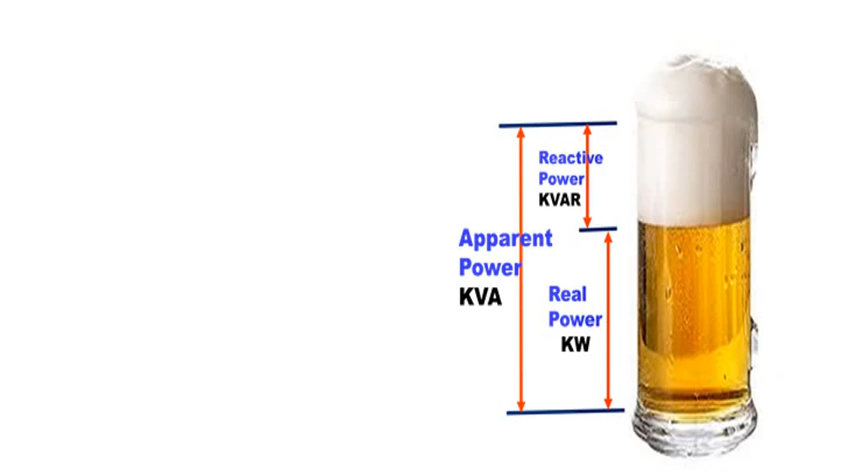 Reactive
Power
KVAR
Apparent
Power
KVA
Real
Power
KW